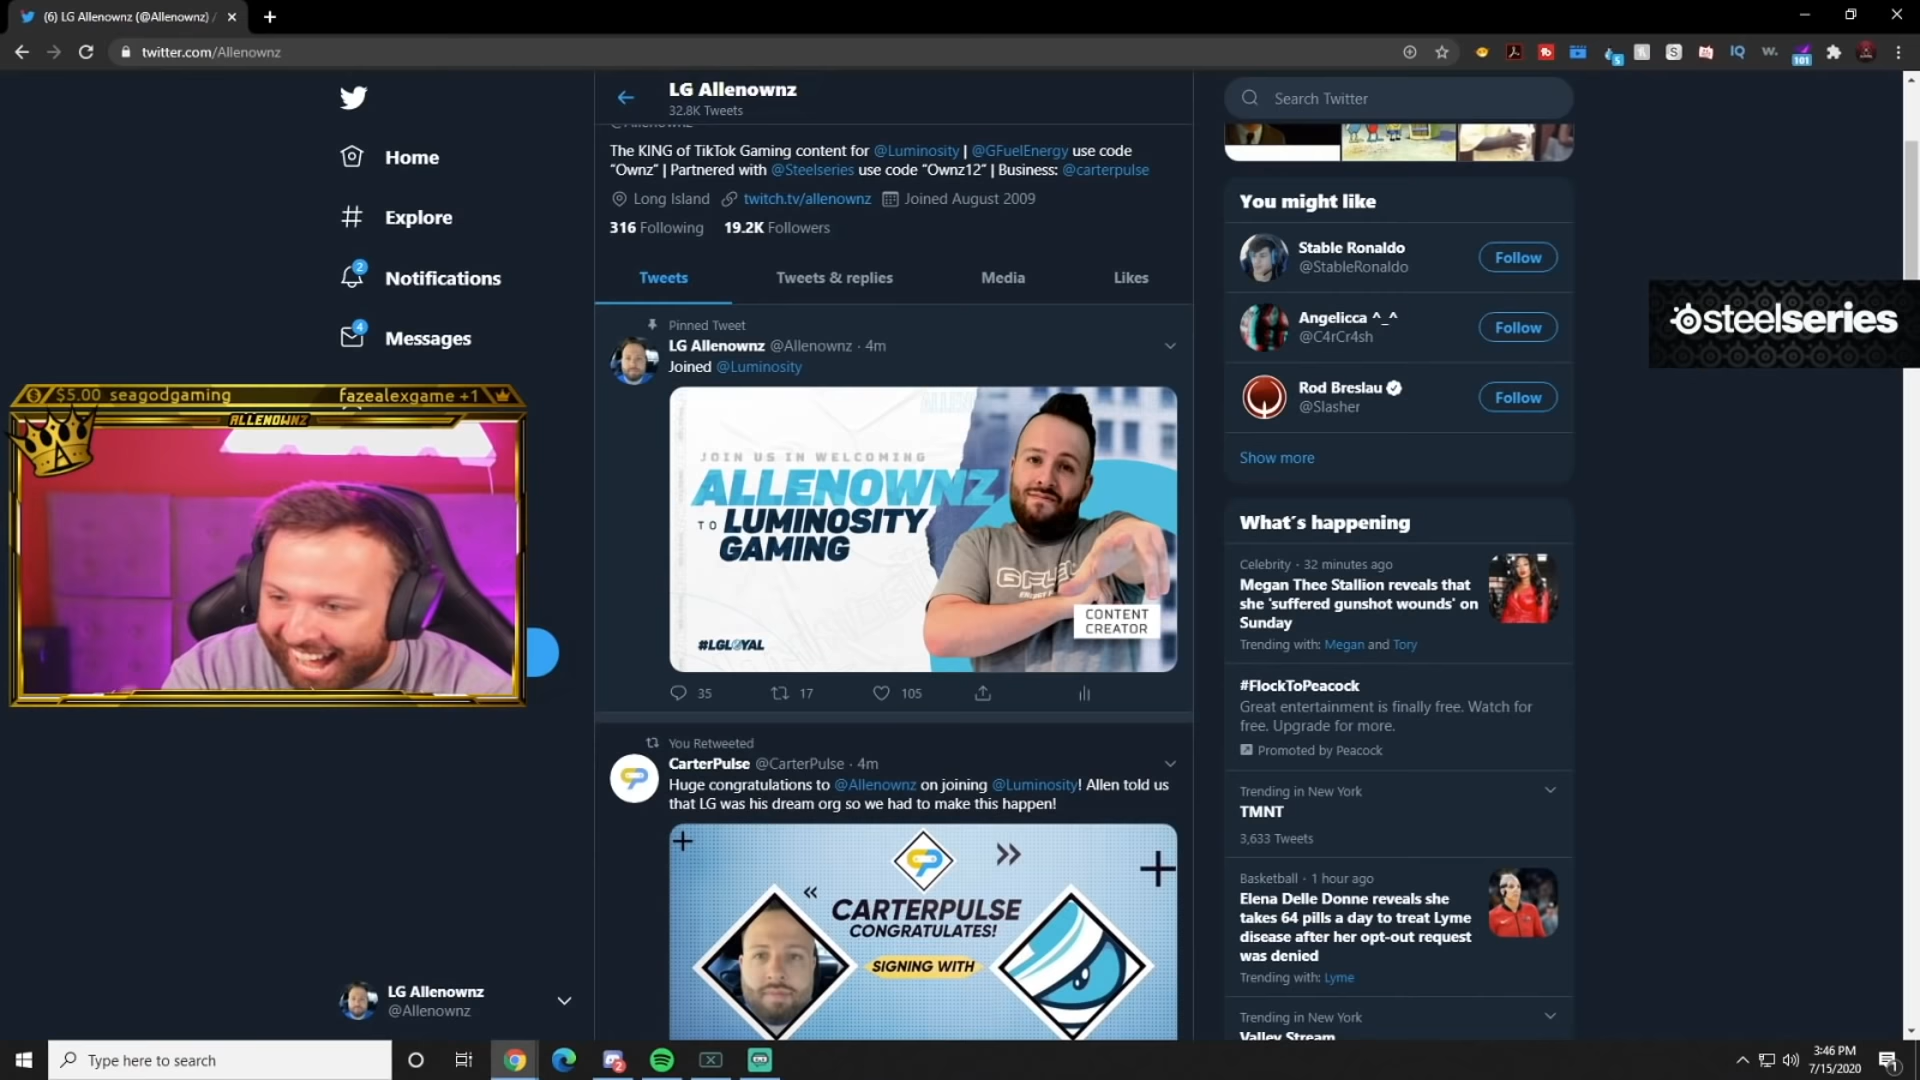 (6) LG Allenownz (@Allenownz) /
twitter.com/Allenownz
5
S
IQ
W.
101
Home
Explore
2
Notifications
4
Messages
LG Allenownz
32.8K Tweets
@Allenownz
The KING of TikTok Gaming content for @Luminosity | @GFuelEnergy use code
“Ownz” | Partnered with @Steelseries use code “Ownz12” | Business: @carterpulse
Long Island twitch.tv/allenownz Joined August 2009
316 Following 19.2K Followers
Tweets Tweets & replies Media Likes
Pinned Tweet
LG Allenownz @Allenownz · 4m
Joined @Luminosity
JOIN US IN WELCOMING
ALLENOWNZ
TO LUMINOSITY
GAMING
GFUEL
CONTENT
CREATOR
#LGLOYAL
35 17 105
You Retweeted
CarterPulse @CarterPulse · 4m
Huge congratulations to @Allenownz on joining @Luminosity! Allen told us
that LG was his dream org so we had to make this happen!
CARTERPULSE
CONGRATULATES!
SIGNING WITH
$5.00 seagodgaming fazealexgame +1
ALLENOWNZ
A
LG Allenownz
@Allenownz
Search Twitter
You might like
Stable Ronaldo
@StableRonaldo
Follow
Angelicca ^_^
@C4rCr4sh
Follow
Rod Breslau
@Slasher
Follow
Show more
steelseries
What's happening
Celebrity · 32 minutes ago
Megan Thee Stallion reveals that
she 'suffered gunshot wounds' on
Sunday
Trending with: Megan and Tory
#FlockToPeacock
Great entertainment is finally free. Watch for
free. Upgrade for more.
Promoted by Peacock
Trending in New York
TMNT
3,633 Tweets
Basketball · 1 hour ago
Elena Delle Donne reveals she
takes 64 pills a day to treat Lyme
disease after her opt-out request
was denied
Trending with: Lyme
Trending in New York
Valley Stream
Type here to search
2
3:46 PM
7/15/2020
1